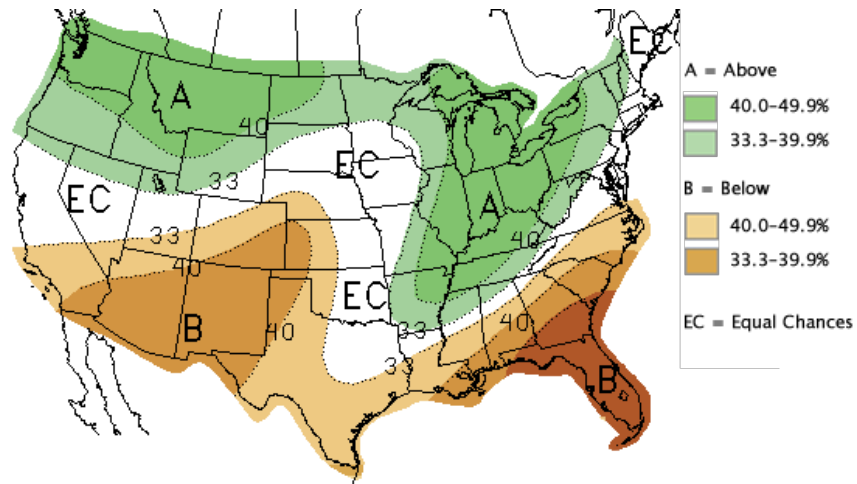 EC
A
40
EC
33
EC
A
33
40
40
EC
B
40
33
40
33
B
A = Above
40.0-49.9%
33.3-39.9%
B = Below
40.0-49.9%
33.3-39.9%
EC = Equal Chances